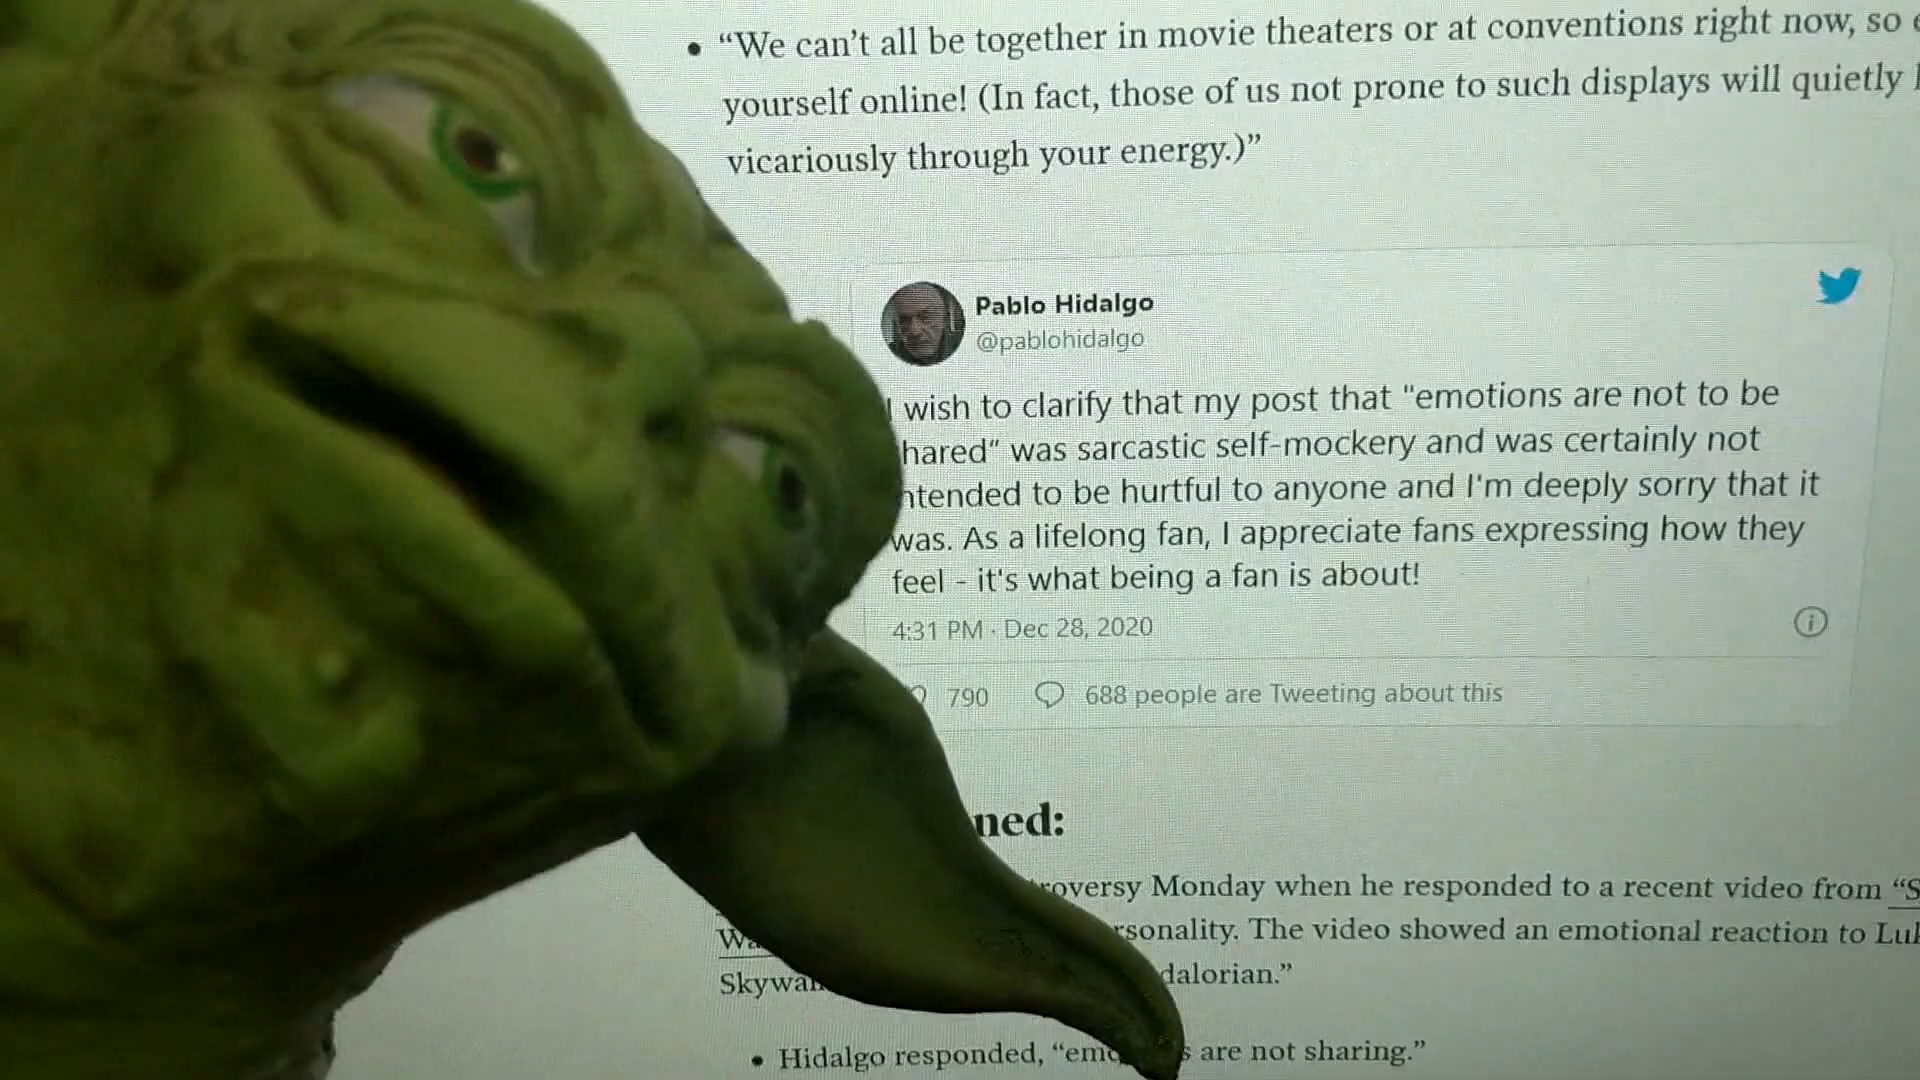 • “We can’t all be together in movie theaters or at conventions right now, so
yourself online! (In fact, those of us not prone to such displays will quietly
vicariously through your energy.)”
Pablo Hidalgo
@pablohidalgo
I wish to clarify that my post that "emotions are not to be
hared" was sarcastic self-mockery and was certainly not
ntended to be hurtful to anyone and I'm deeply sorry that it
was. As a lifelong fan, I appreciate fans expressing how they
feel - it's what being a fan is about!
4:31 PM · Dec 28, 2020
790 688 people are Tweeting about this
ned:
roversy Monday when he responded to a recent video from “S
rsonality. The video showed an emotional reaction to Luk
Skywal dalorian.”
• Hidalgo responded, “emo s are not sharing.”